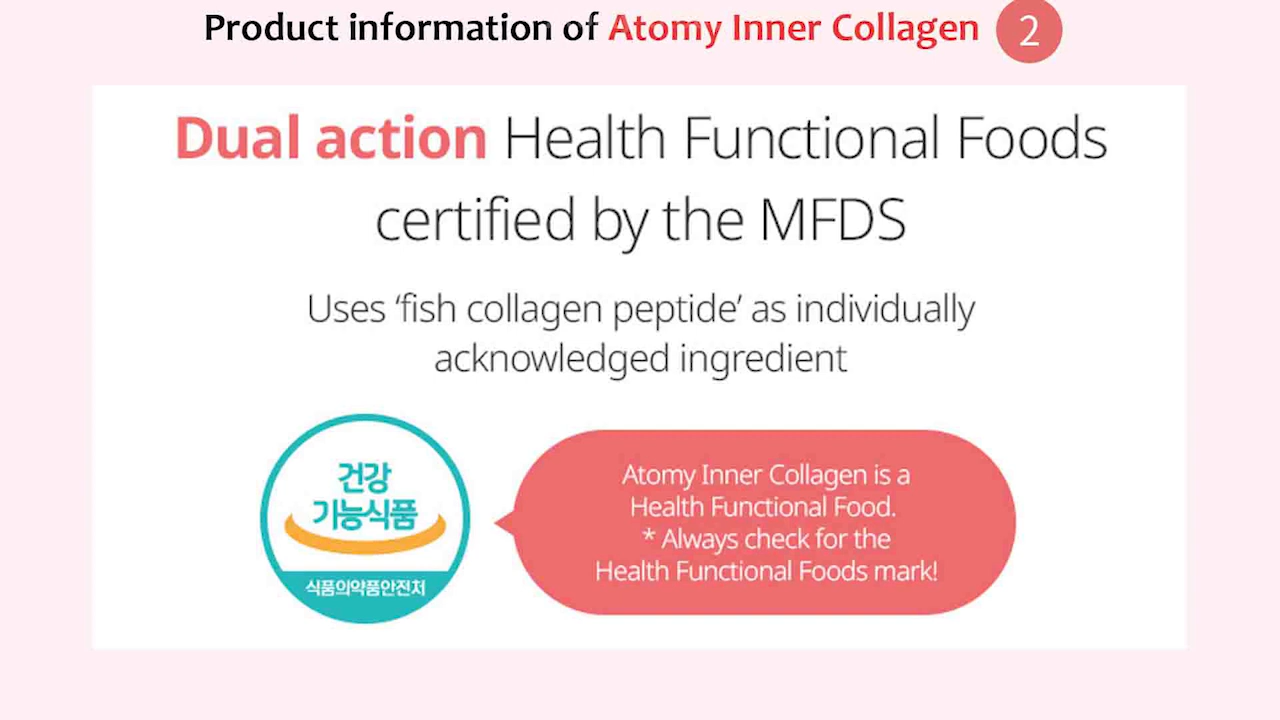 Product information of Atomy Inner Collagen 2
Dual action Health Functional Foods
certified by the MFDS
Uses ‘fish collagen peptide’ as individually
acknowledged ingredient
건강
기능식품
식품의약품안전처
Atomy Inner Collagen is a
Health Functional Food.
* Always check for the
Health Functional Foods mark!